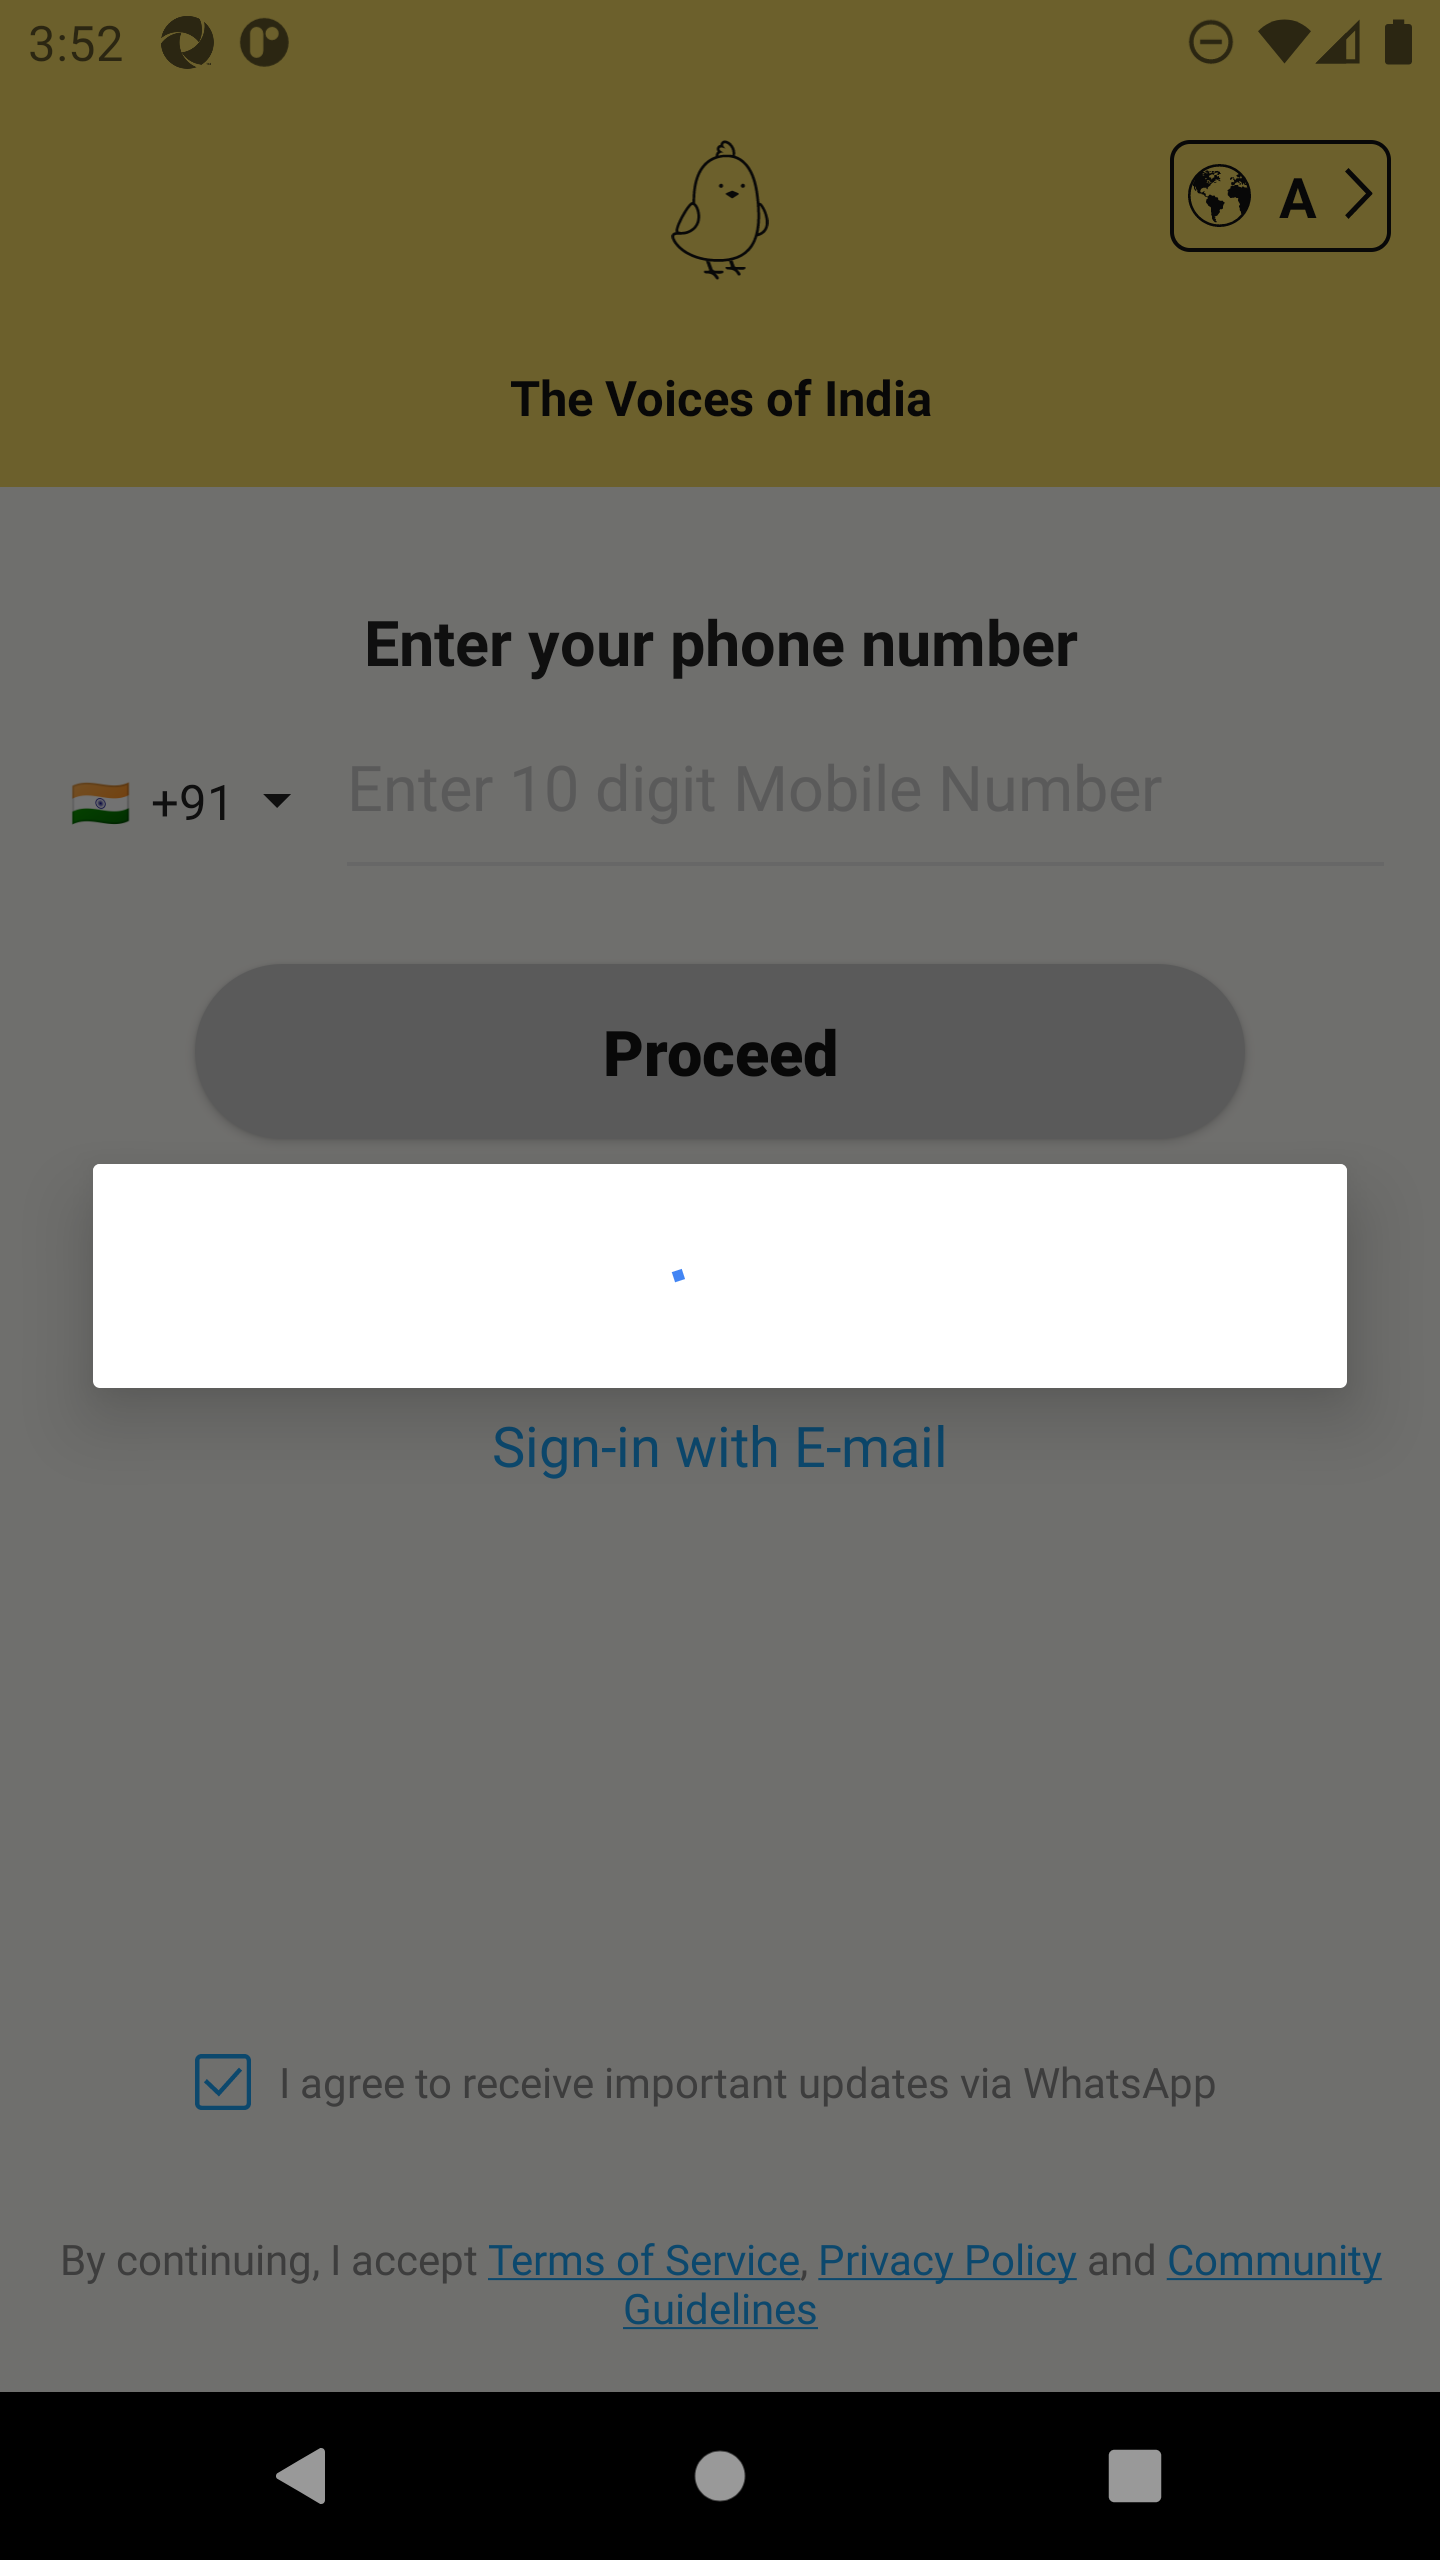 3:52
A
The Voices of India
Enter your phone number
+91
Enter 10 digit Mobile Number
Proceed
Sign-in with E-mail
I agree to receive important updates via WhatsApp
By continuing, I accept Terms of Service, Privacy Policy and Community
Guidelines